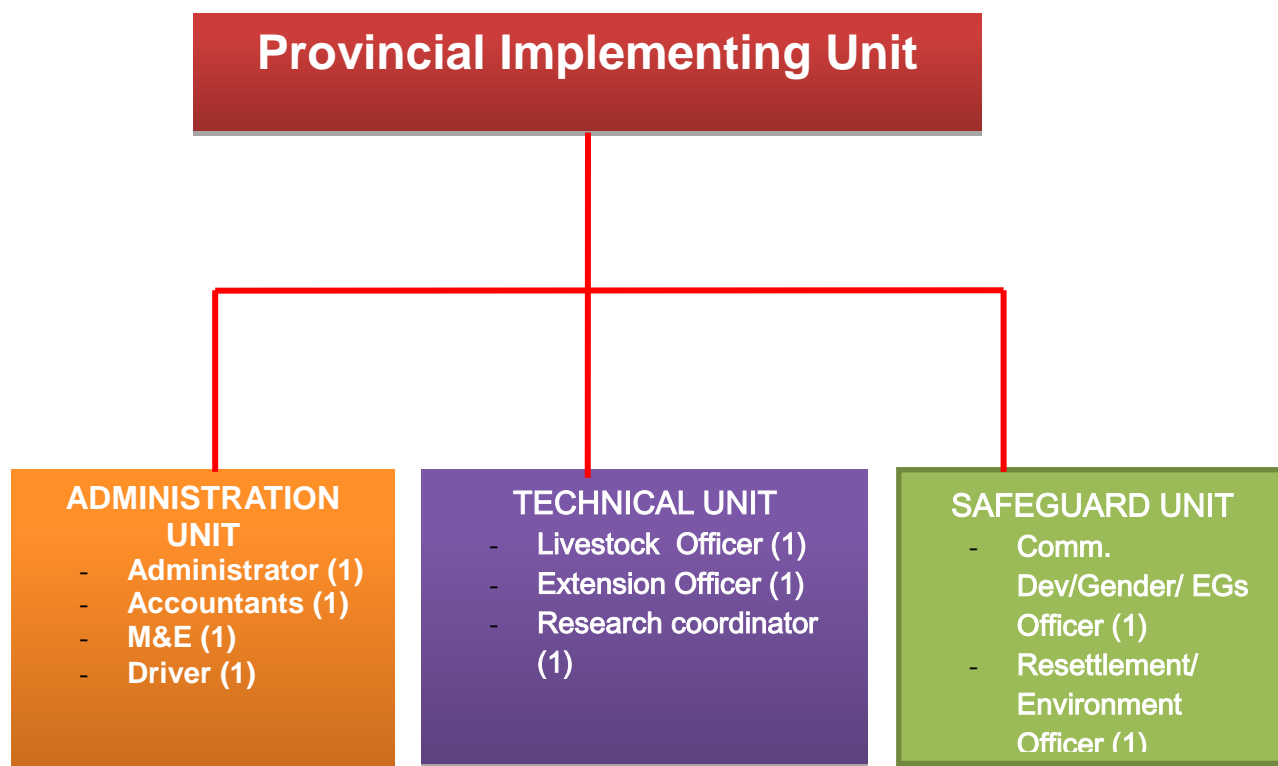 Provincial Implementing Unit
ADMINISTRATION
UNIT
- Administrator (1)
- Accountants (1)
- M&E (1)
- Driver (1)
TECHNICAL UNIT
- Livestock Officer (1)
- Extension Officer (1)
- Research coordinator
(1)
SAFEGUARD UNIT
- Comm.
Dev/Gender/ EGs
Officer (1)
- Resettlement/
Environment
Officer (1)